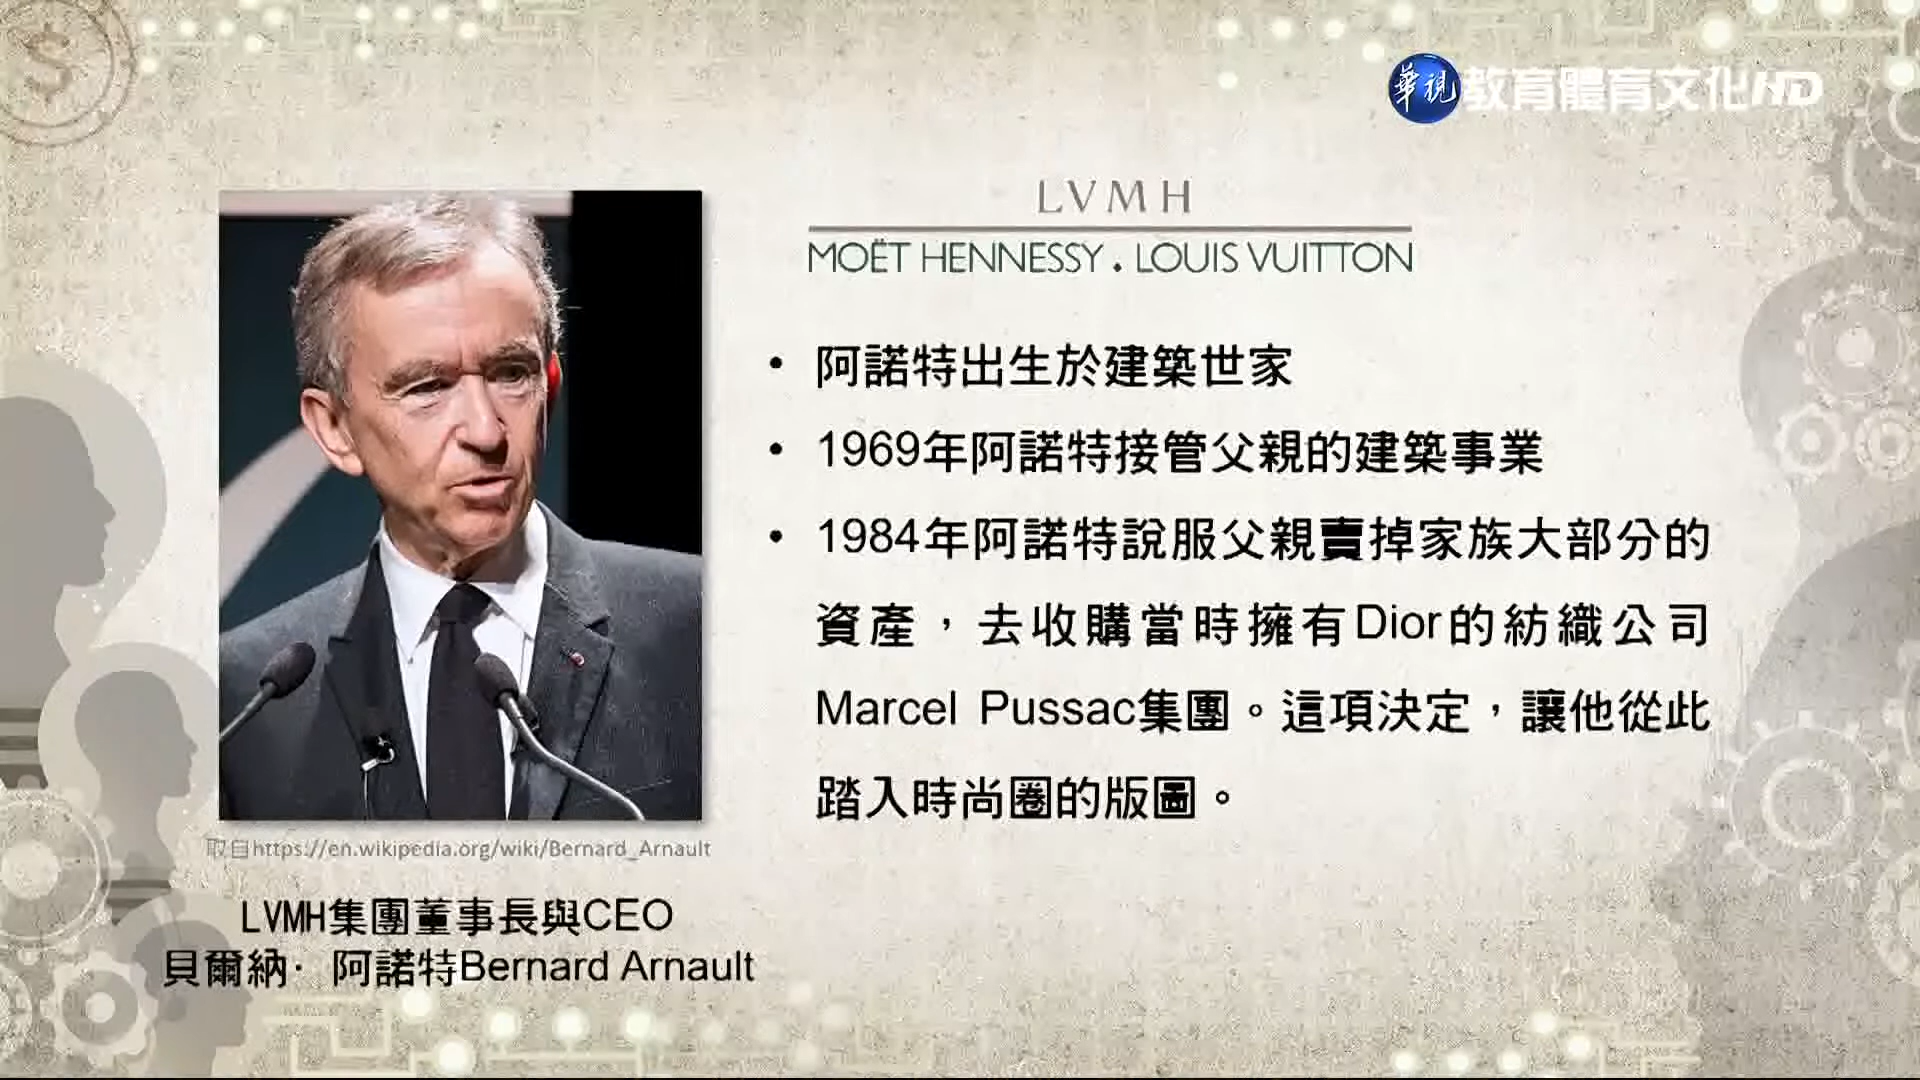 華視 教育體育文化HD
LVMH
MOËT HENNESSY . LOUIS VUITTON
• 阿諾特出生於建築世家
• 1969年阿諾特接管父親的建築事業
• 1984年阿諾特說服父親賣掉家族大部分的
資產，去收購當時擁有Dior的紡織公司
Marcel Pussac集團。這項決定，讓他從此
踏入時尚圈的版圖。
取自https://en.wikipedia.org/wiki/Bernard_Arnault
LVMH集團董事長與CEO
貝爾納·阿諾特Bernard Arnault